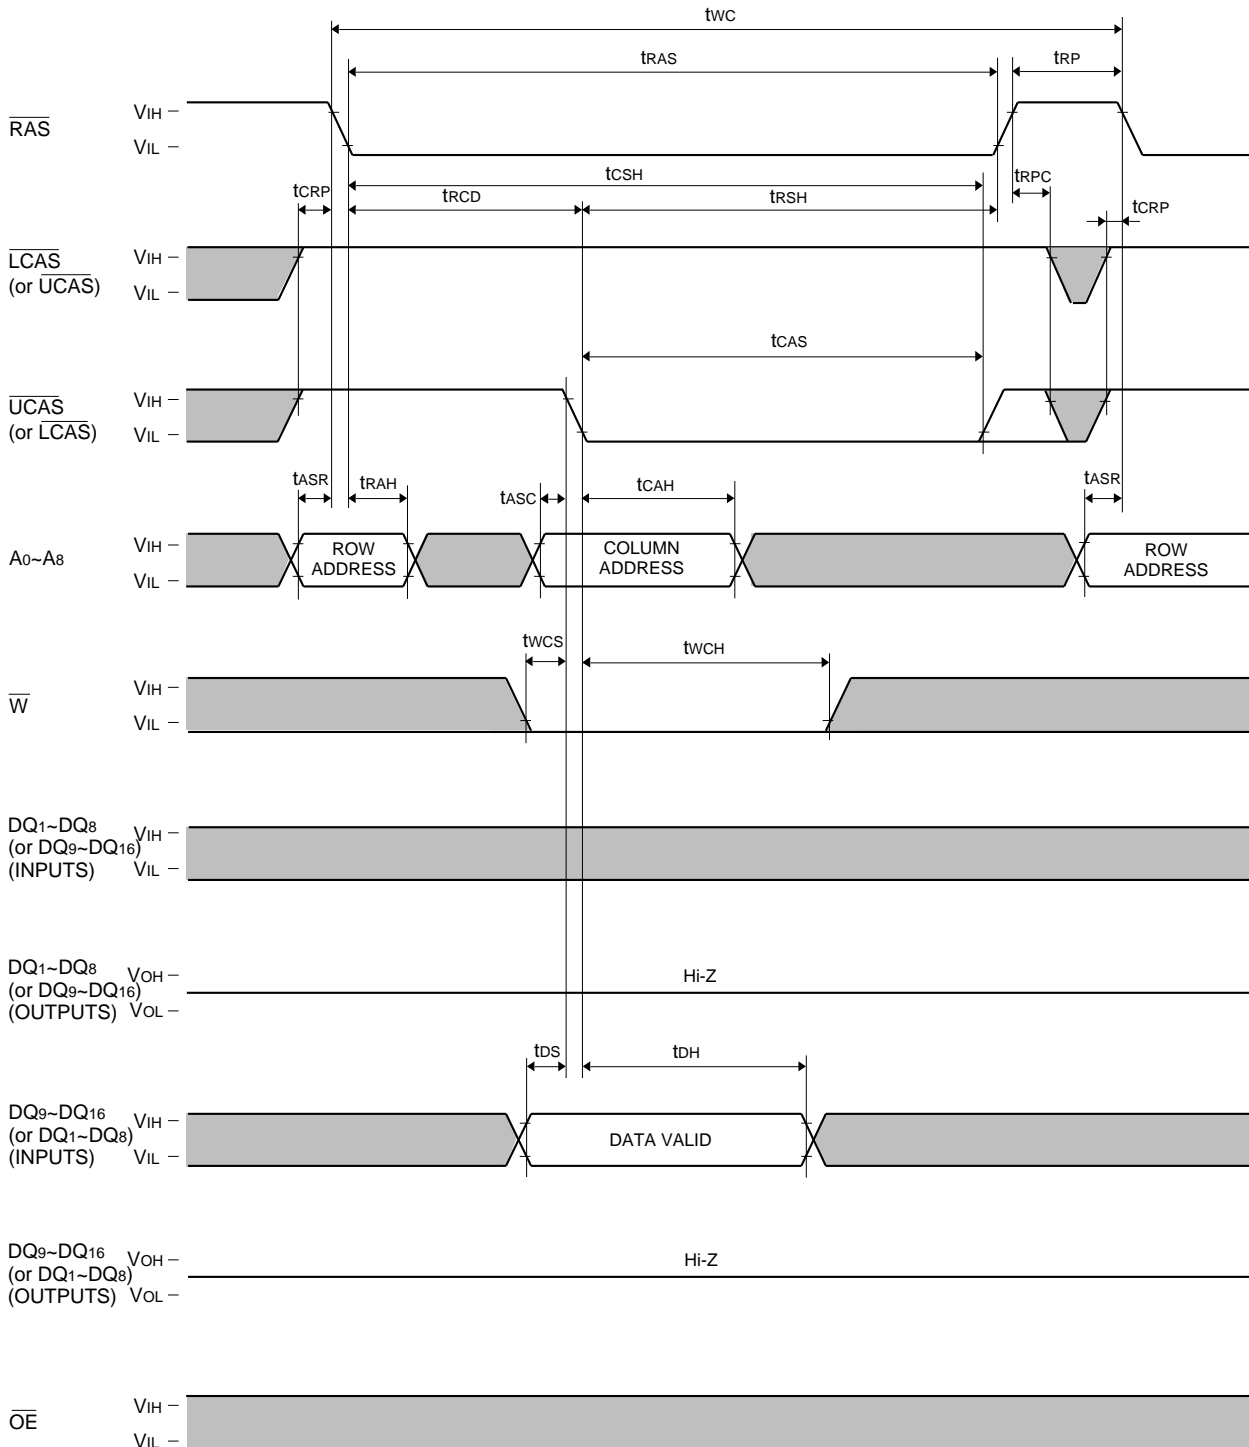 tWC
tRAS
tRP
RAS
VIH
VIL
tCSH
tCRP
tRCD
tRSH
tRPC
tCRP
LCAS
(or UCAS)
VIH
VIL
tCAS
UCAS
(or LCAS)
VIH
VIL
tASR
tRAH
tASC
tCAH
tASR
A0~A8
VIH
VIL
ROW
ADDRESS
COLUMN
ADDRESS
ROW
ADDRESS
tWCS
tWCH
W
VIH
VIL
DQ1~DQ8
(or DQ9~DQ16)
(INPUTS)
VIH
VIL
DQ1~DQ8
(or DQ9~DQ16)
(OUTPUTS)
VOH
VOL
Hi-Z
tDS
tDH
DQ9~DQ16
(or DQ1~DQ8)
(INPUTS)
VIH
VIL
DATA VALID
DQ9~DQ16
(or DQ1~DQ8)
(OUTPUTS)
VOH
VOL
Hi-Z
OE
VIH
VIL